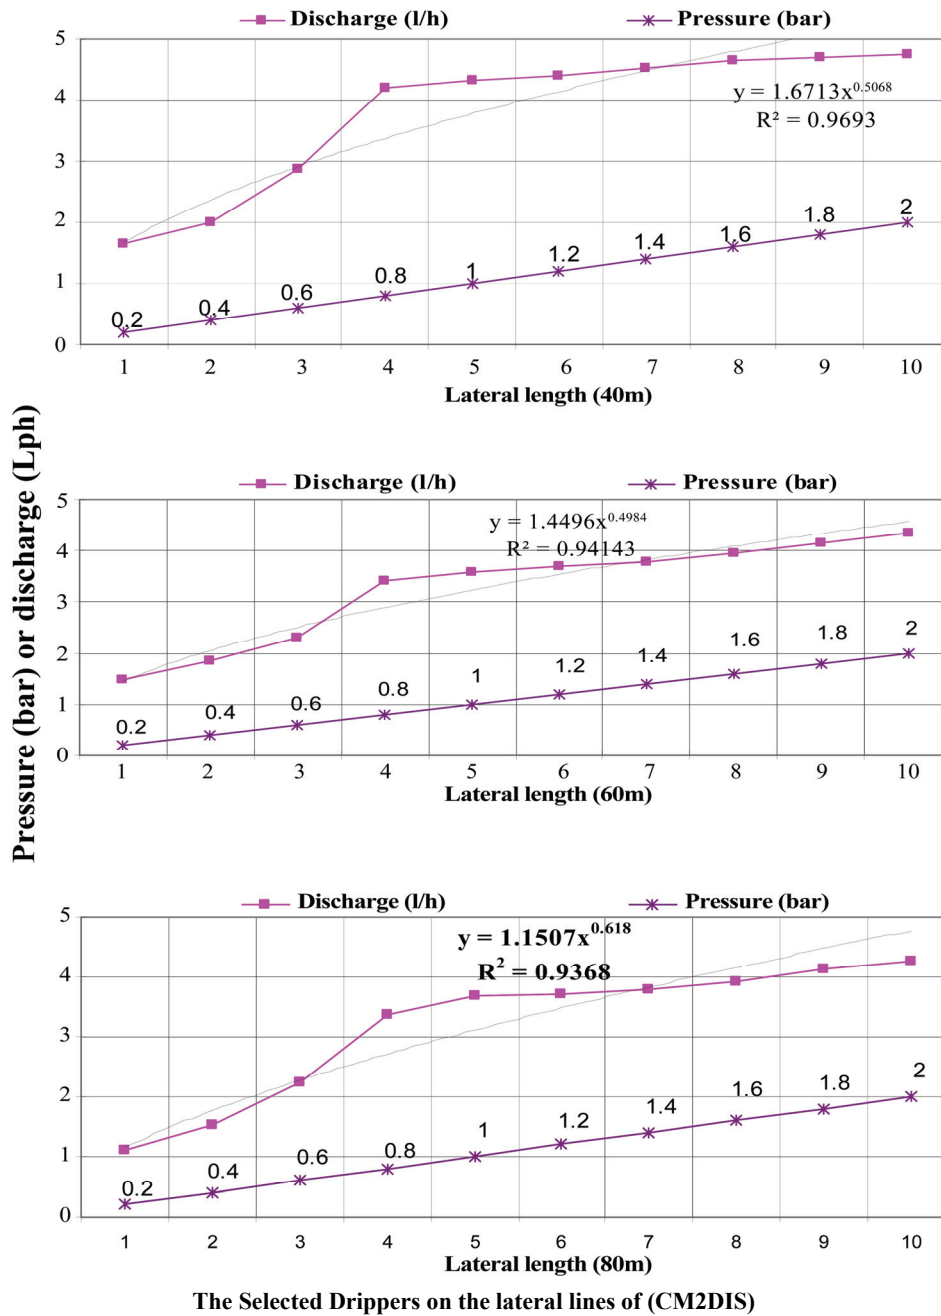 Discharge (l/h) Pressure (bar)
5
4
3
2
1
0
y = 1.6713x^0.5068
R² = 0.9693
0.2 0.4 0.6 0.8 1 1.2 1.4 1.6 1.8 2
1 2 3 4 5 6 7 8 9 10
Lateral length (40m)
Pressure (bar) or discharge (Lph)
Discharge (l/h) Pressure (bar)
5
4
3
2
1
0
y = 1.4496x^0.4984
R² = 0.94143
0.2 0.4 0.6 0.8 1 1.2 1.4 1.6 1.8 2
1 2 3 4 5 6 7 8 9 10
Lateral length (60m)
Discharge (l/h) Pressure (bar)
5
4
3
2
1
0
y = 1.1507x^0.618
R² = 0.9368
0.2 0.4 0.6 0.8 1 1.2 1.4 1.6 1.8 2
1 2 3 4 5 6 7 8 9 10
Lateral length (80m)
The Selected Drippers on the lateral lines of (CM2DIS)